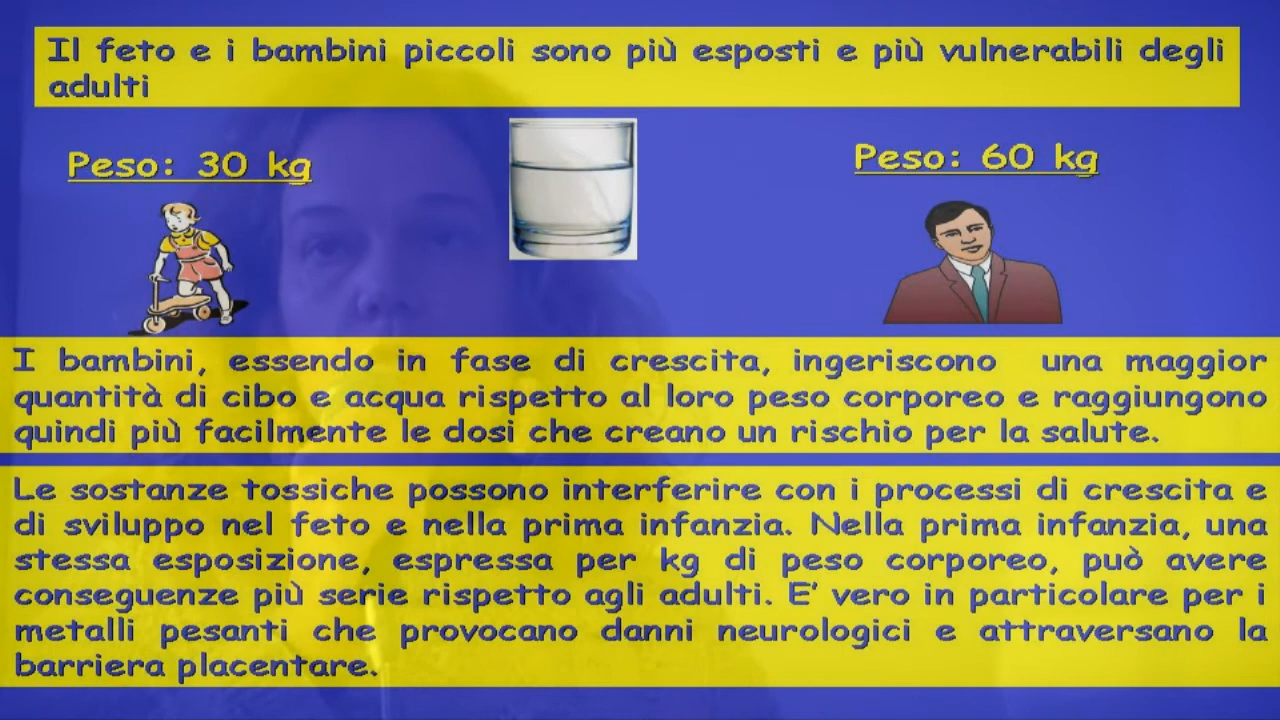 Il feto e i bambini piccoli sono più esposti e più vulnerabili degli
adulti
Peso: 30 kg
Peso: 60 kg
I bambini, essendo in fase di crescita, ingeriscono una maggior
quantità di cibo e acqua rispetto al loro peso corporeo e raggiungono
quindi più facilmente le dosi che creano un rischio per la salute.
Le sostanze tossiche possono interferire con i processi di crescita e
di sviluppo nel feto e nella prima infanzia. Nella prima infanzia, una
stessa esposizione, espressa per kg di peso corporeo, può avere
conseguenze più serie rispetto agli adulti. E’ vero in particolare per i
metalli pesanti che provocano danni neurologici e attraversano la
barriera placentare.